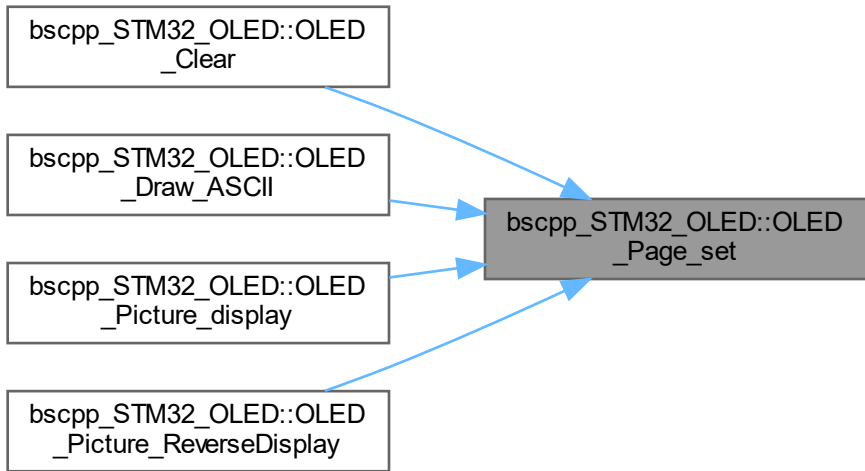 bscpp_STM32_OLED::OLED
_Clear
bscpp_STM32_OLED::OLED
_Draw_ASCII
bscpp_STM32_OLED::OLED
_Page_set
bscpp_STM32_OLED::OLED
_Picture_display
bscpp_STM32_OLED::OLED
_Picture_ReverseDisplay